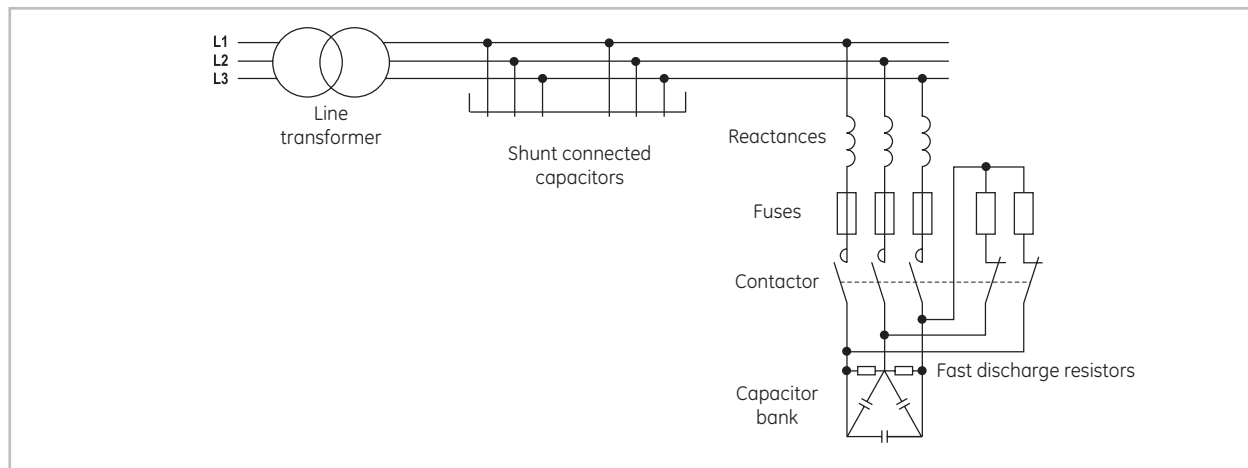 L1
L2
L3
Line
transformer
Shunt connected
capacitors
Reactances
Fuses
Contactor
Fast discharge resistors
Capacitor
bank